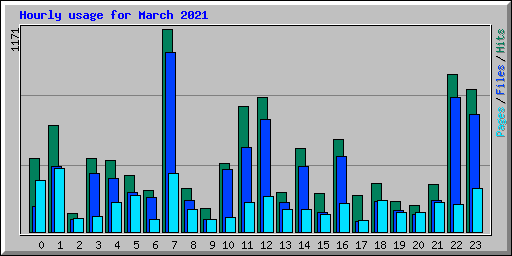 Hourly usage for March 2021
1171
Pages / Files / Hits
0 1 2 3 4 5 6 7 8 9 10 11 12 13 14 15 16 17 18 19 20 21 22 23